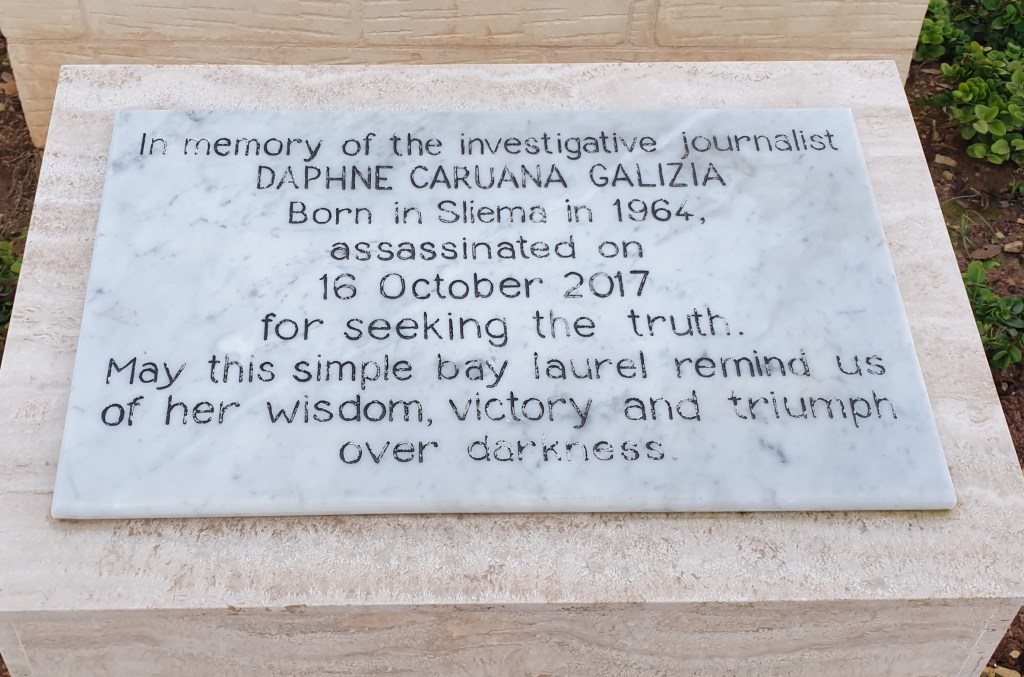 In memory of the investigative journalist
DAPHNE CARUANA GALIZIA
Born in Sliema in 1964,
assassinated on
16 October 2017
for seeking the truth.
May this simple bay laurel remind us
of her wisdom, victory and triumph
over darkness.